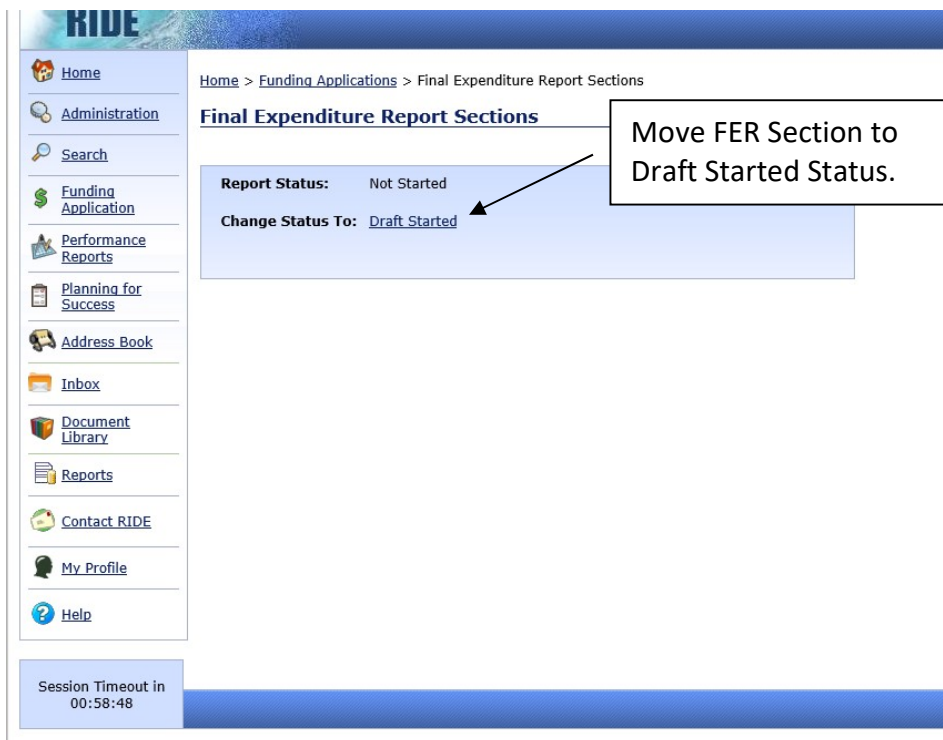 RIDE
Home
Administration
Search
Funding
Application
Performance
Reports
Planning for
Success
Address Book
Inbox
Document
Library
Reports
Contact RIDE
My Profile
Help
Session Timeout in
00:58:48
Home > Funding Applications > Final Expenditure Report Sections
Final Expenditure Report Sections
Move FER Section to
Draft Started Status.
Report Status: Not Started
Change Status To: Draft Started